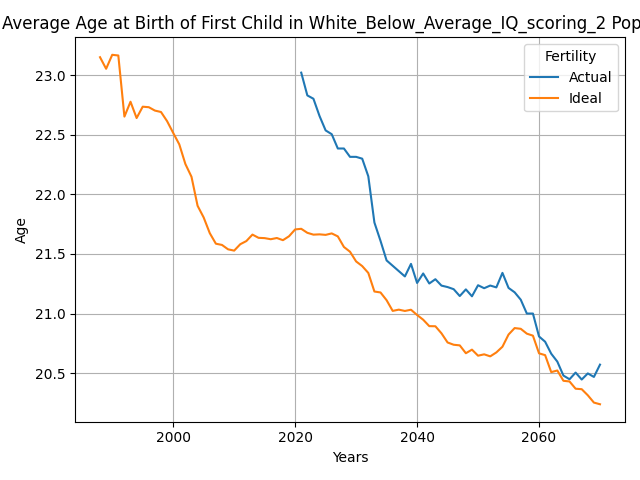 Average Age at Birth of First Child in White_Below_Average_IQ_scoring_2 Pop
Fertility
Actual
Ideal
23.0
22.5
22.0
21.5
21.0
20.5
Age
2000
2020
2040
2060
Years